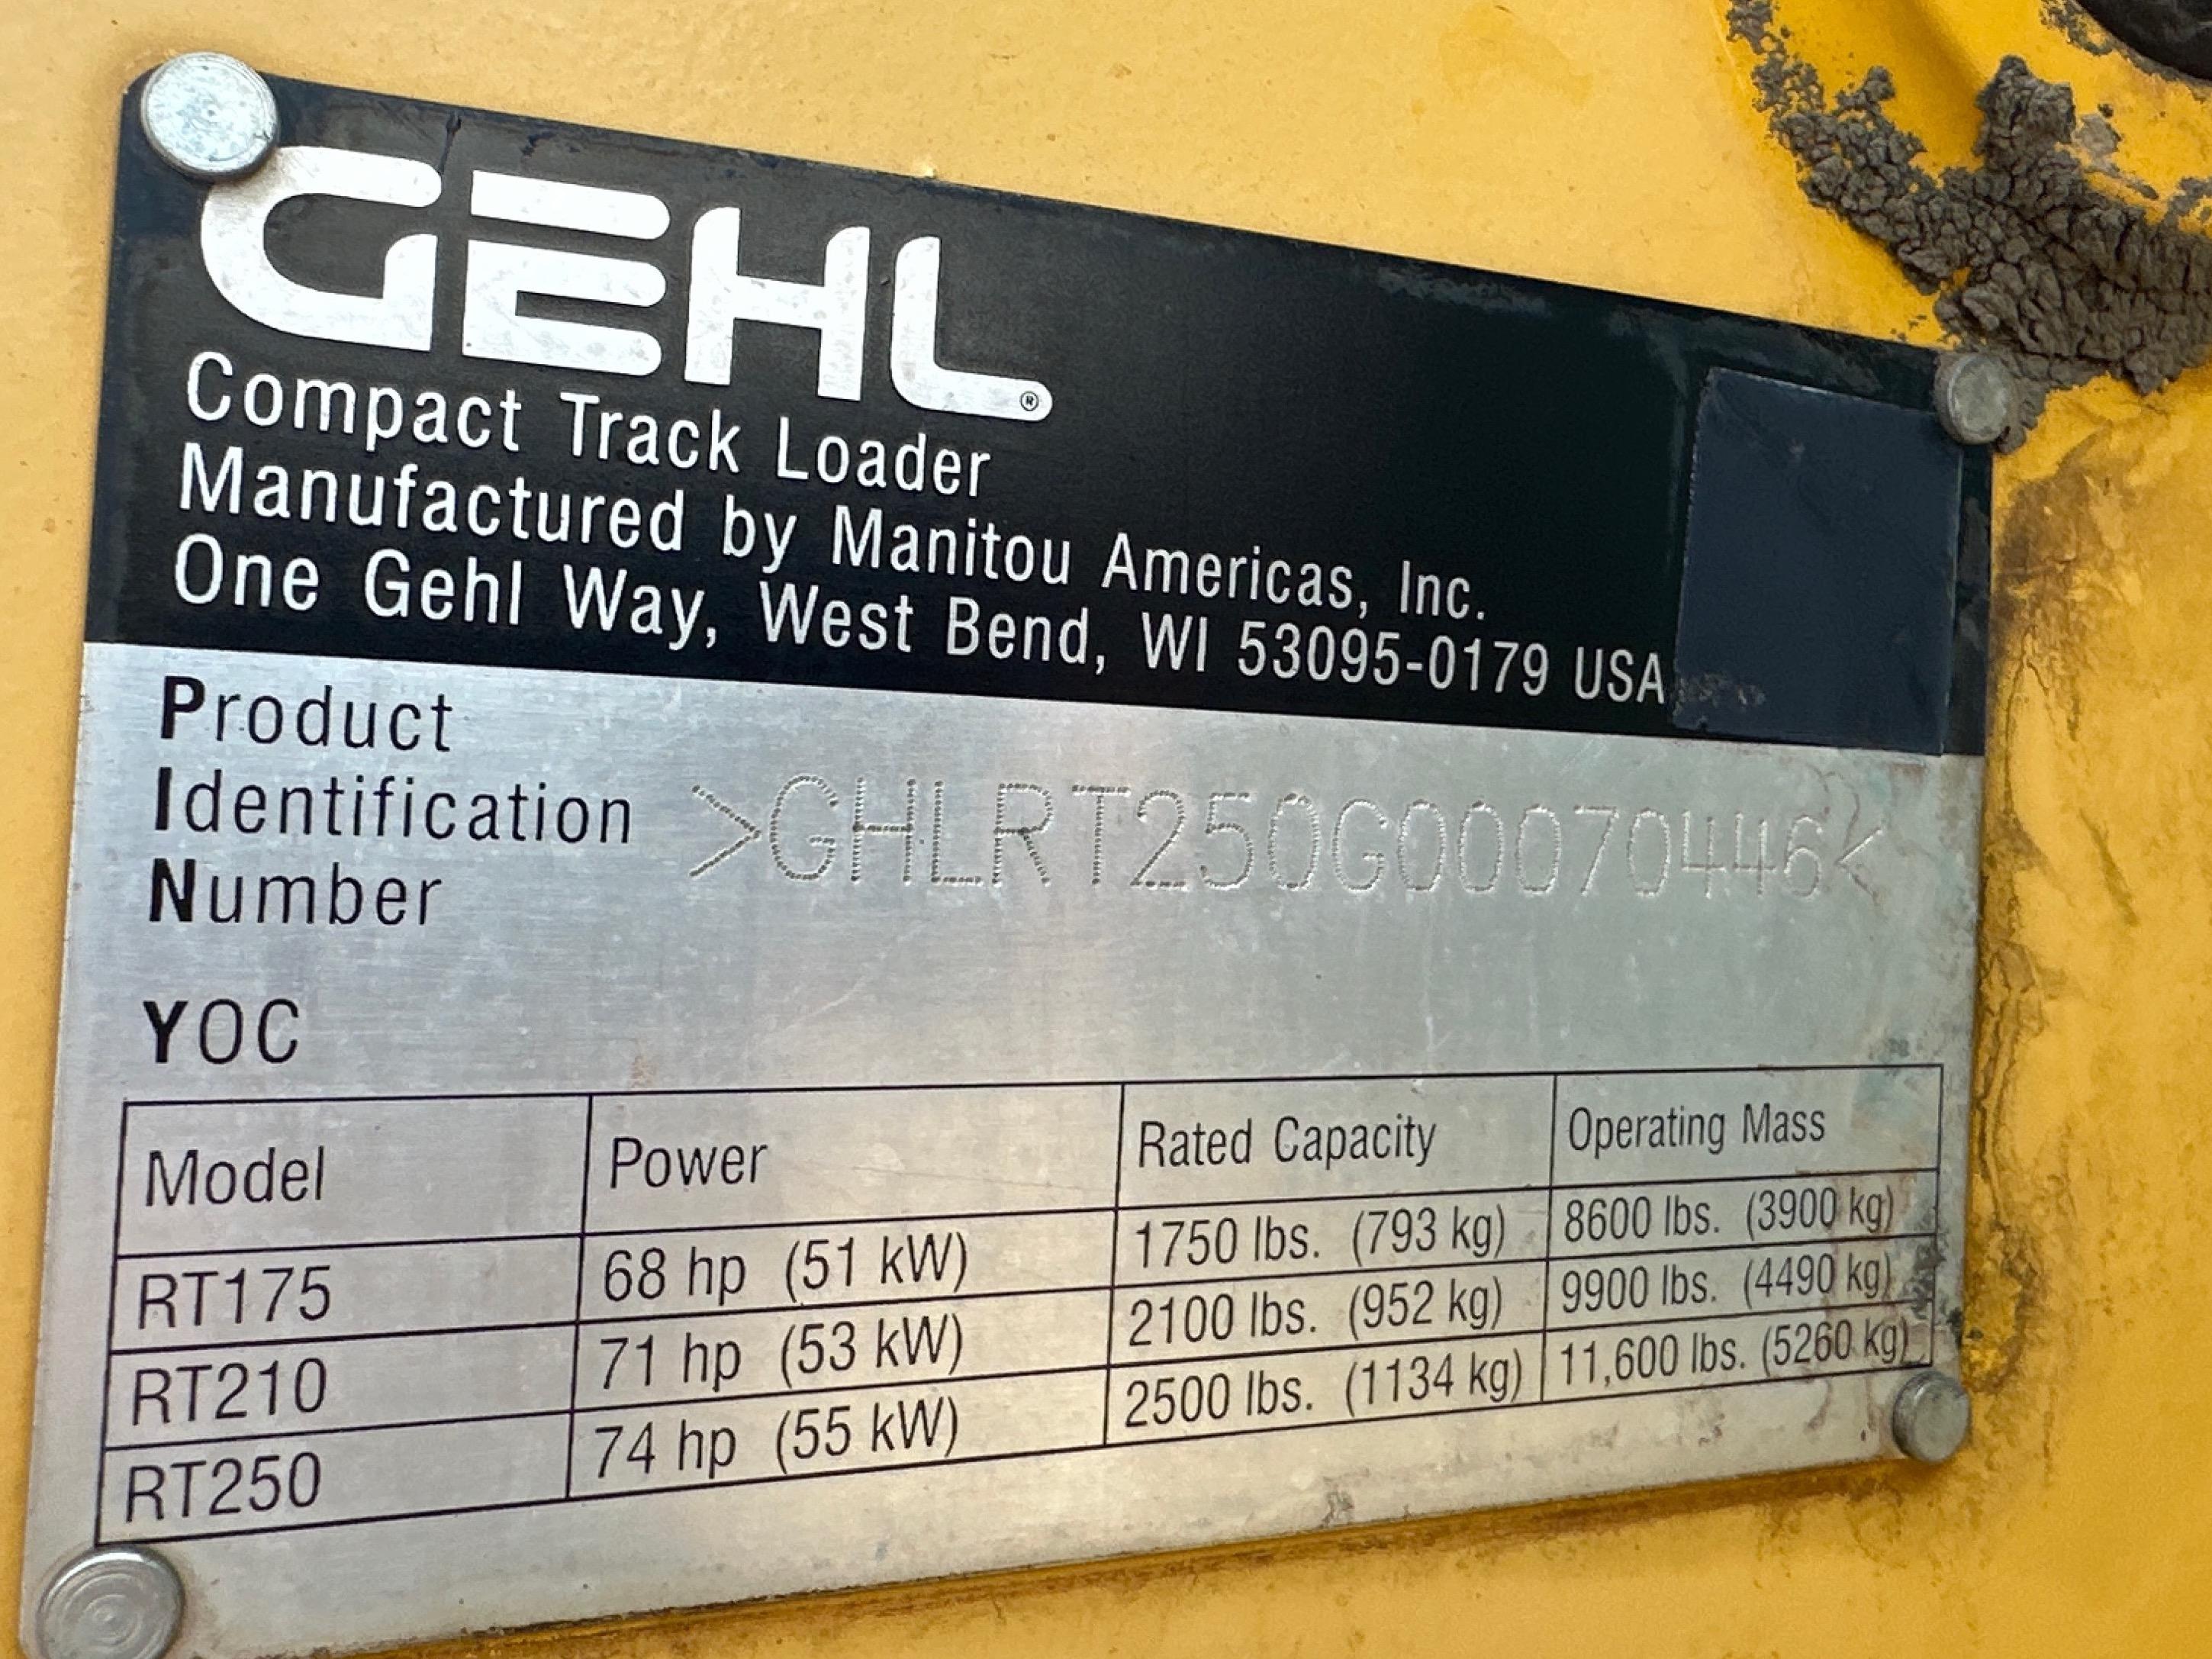 GEHL®
Compact Track Loader
Manufactured by Manitou Americas, Inc.
One Gehl Way, West Bend, WI 53095-0179 USA
Product
Identification >GHLRT250G00070446<
Number
YOC
Model Power Rated Capacity Operating Mass
RT175 68 hp (51 kW) 1750 lbs. (793 kg) 8600 lbs. (3900 kg)
RT210 71 hp (53 kW) 2100 lbs. (952 kg) 9900 lbs. (4490 kg)
RT250 74 hp (55 kW) 2500 lbs. (1134 kg) 11,600 lbs. (5260 kg)